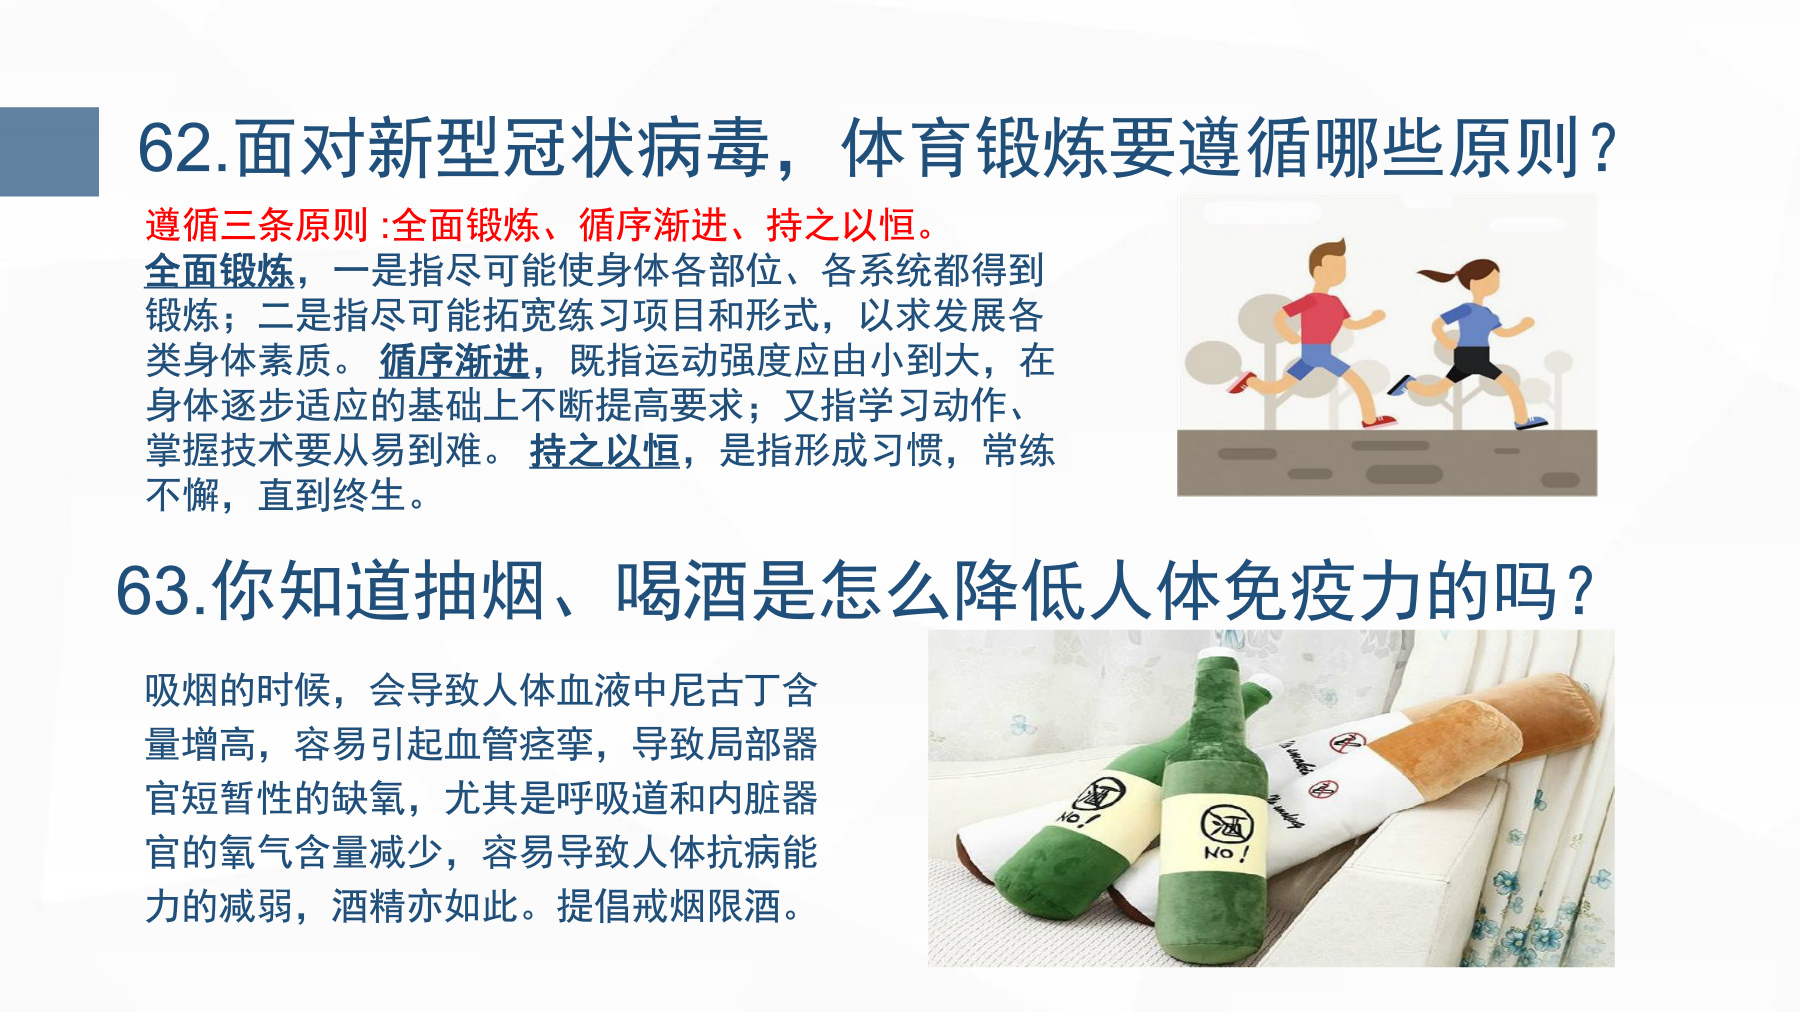 62.面对新型冠状病毒，体育锻炼要遵循哪些原则？
遵循三条原则 :全面锻炼、循序渐进、持之以恒。
全面锻炼，一是指尽可能使身体各部位、各系统都得到
锻炼；二是指尽可能拓宽练习项目和形式，以求发展各
类身体素质。 循序渐进，既指运动强度应由小到大，在
身体逐步适应的基础上不断提高要求；又指学习动作、
掌握技术要从易到难。 持之以恒，是指形成习惯，常练
不懈，直到终生。
63.你知道抽烟、喝酒是怎么降低人体免疫力的吗？
吸烟的时候，会导致人体血液中尼古丁含
量增高，容易引起血管痉挛，导致局部器
官短暂性的缺氧，尤其是呼吸道和内脏器
官的氧气含量减少，容易导致人体抗病能
力的减弱，酒精亦如此。提倡戒烟限酒。
酒
NO!
酒
NO!